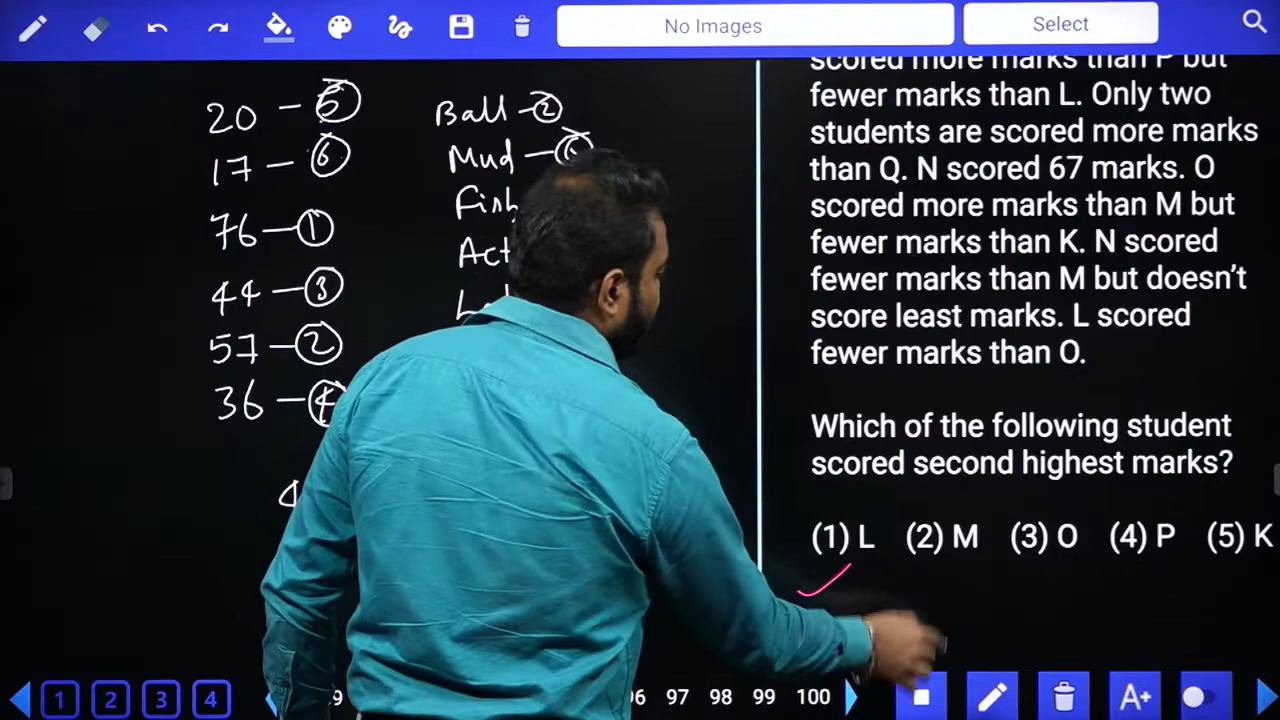 No Images
Select
20 - 5
17 - 6
76 - 1
44 - 3
57 - 2
36 - 4
Ball - 2
Mud -
Act
scored more marks than P but
fewer marks than L. Only two
students are scored more marks
than Q. N scored 67 marks. O
scored more marks than M but
fewer marks than K. N scored
fewer marks than M but doesn't
score least marks. L scored
fewer marks than O.
Which of the following student
scored second highest marks?
(1) L (2) M (3) O (4) P (5) K
1 2 3 4 97 98 99 100 A+